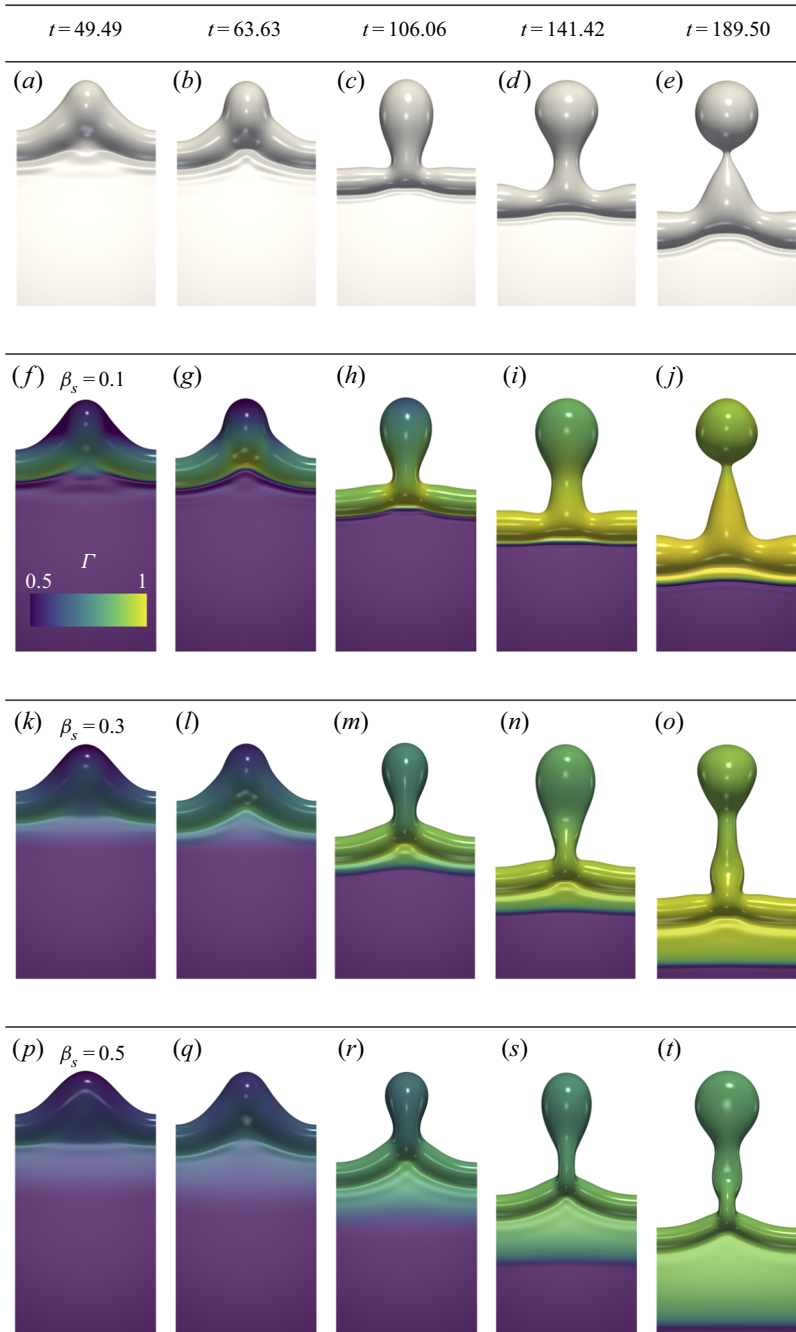 t = 49.49 t = 63.63 t = 106.06 t = 141.42 t = 189.50
(a) (b) (c) (d) (e)
(f) (g) (h) (i) (j)
β_s = 0.1
Γ
0.5 1
(k) (l) (m) (n) (o)
β_s = 0.3
(p) (q) (r) (s) (t)
β_s = 0.5